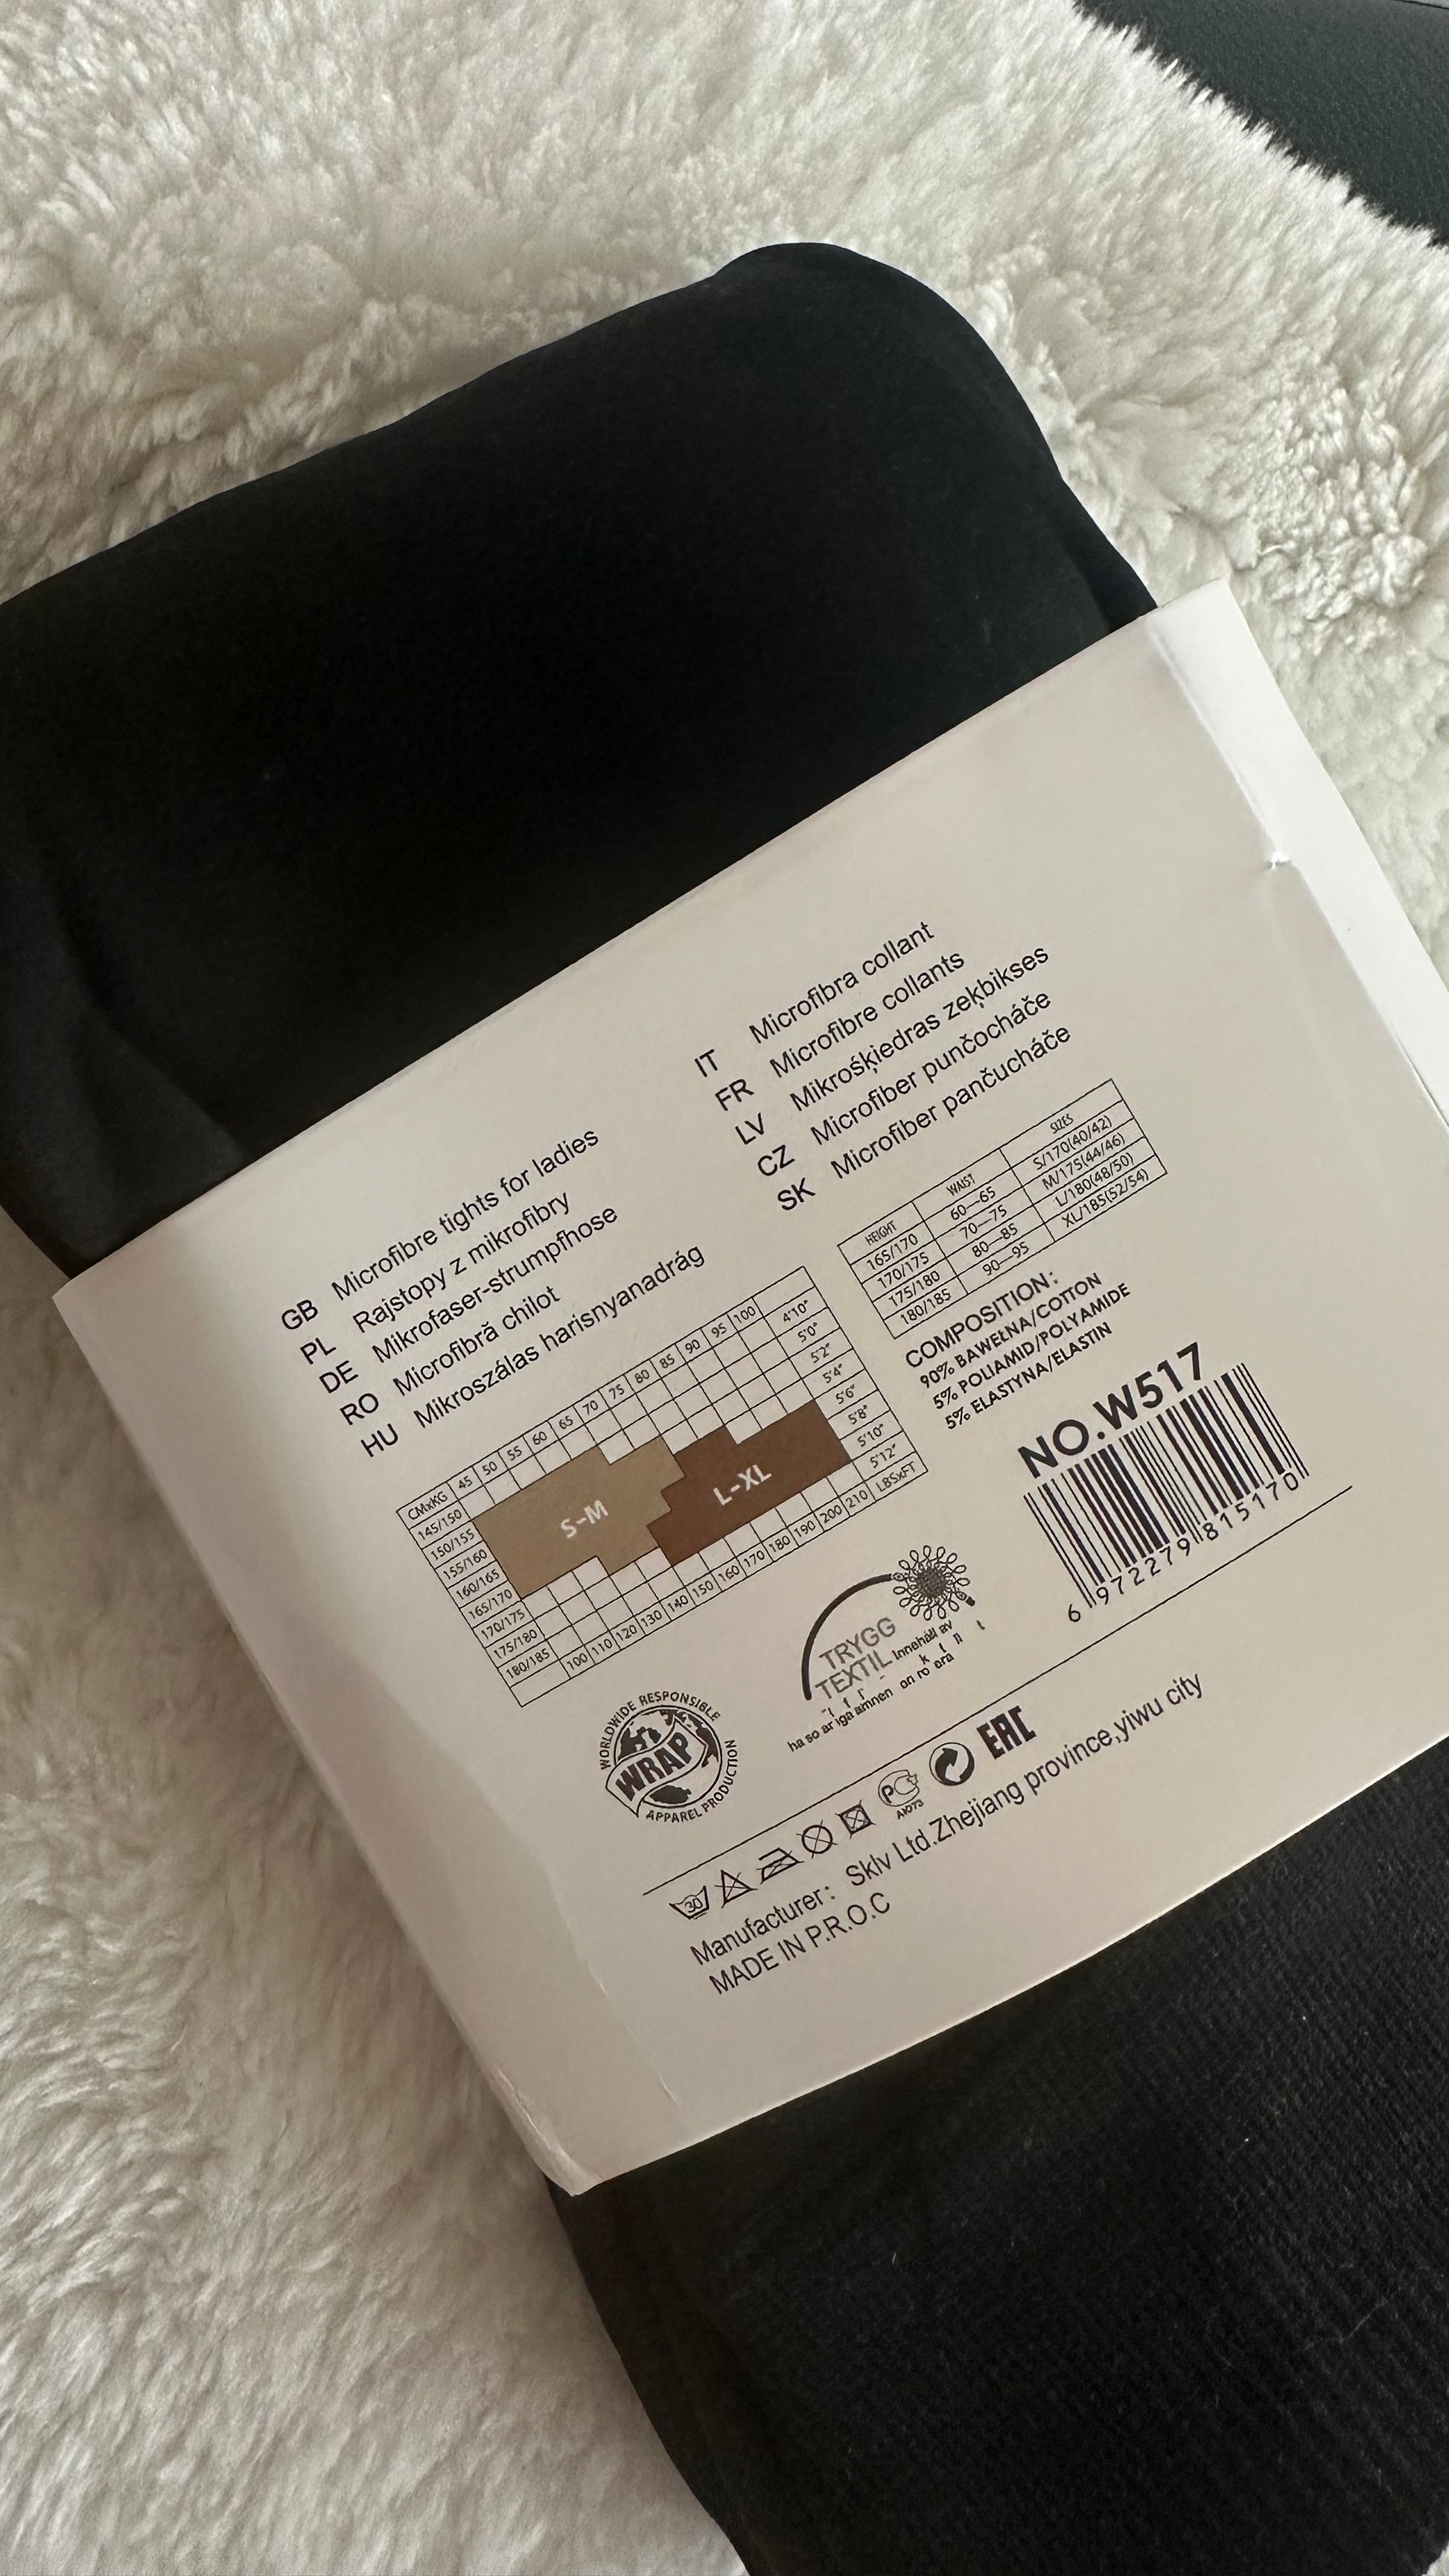 GB Microfibre tights for ladies
PL Rajstopy z mikrofibry
DE Mikrofaser-strumpfhose
RO Microfibră chilot
HU Mikroszálas harisnyanadrág
IT Microfibra collant
FR Microfibre collants
LV Mikrośķiedras zeķbikses
CZ Microfiber punčocháče
SK Microfiber pančucháče
CMxKG 45 50 55 60 65 70 75 80 85 90 95 100
145/150 4'10"
150/155 5'0"
155/160 5'2"
160/165 5'4"
165/170 5'6"
170/175 5'8"
175/180 5'10"
180/185 5'12"
100 110 120 130 140 150 160 170 180 190 200 210 LBSxFT
S-M
L-XL
HEIGHT WAIST SIZES
165/170 60—65 S/170(40/42)
170/175 70—75 M/175(44/46)
175/180 80—85 L/180(48/50)
180/185 90—95 XL/185(52/54)
COMPOSITION:
90% BAWEŁNA/COTTON
5% POLIAMID/POLYAMIDE
5% ELASTYNA/ELASTIN
NO.W517
6 972279 815170
WORLDWIDE RESPONSIBLE
WRAP
APPAREL PRODUCTION
TRYGG
TEXTIL Innehåll av
30
PC
AЮ73
EAC
Manufacturer: Sklv Ltd.Zhejiang province,yiwu city
MADE IN P.R.O.C